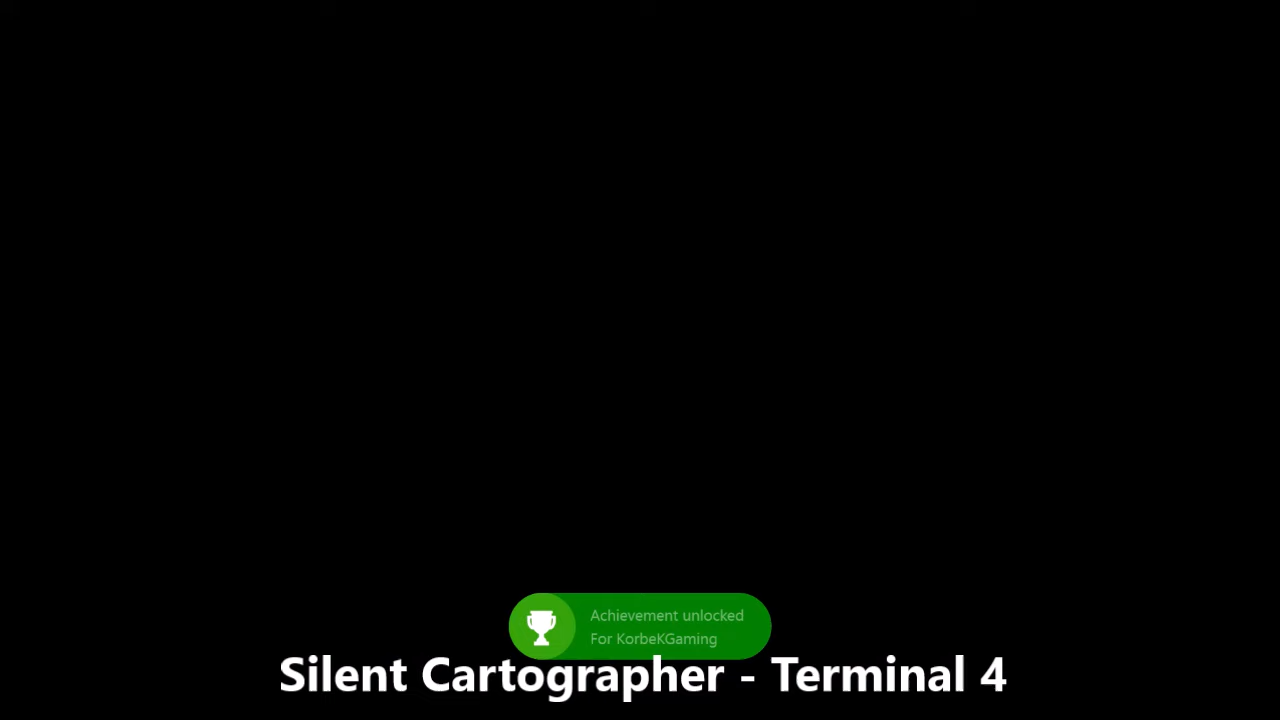 Achievement unlocked
For KorbeKGaming
Silent Cartographer - Terminal 4